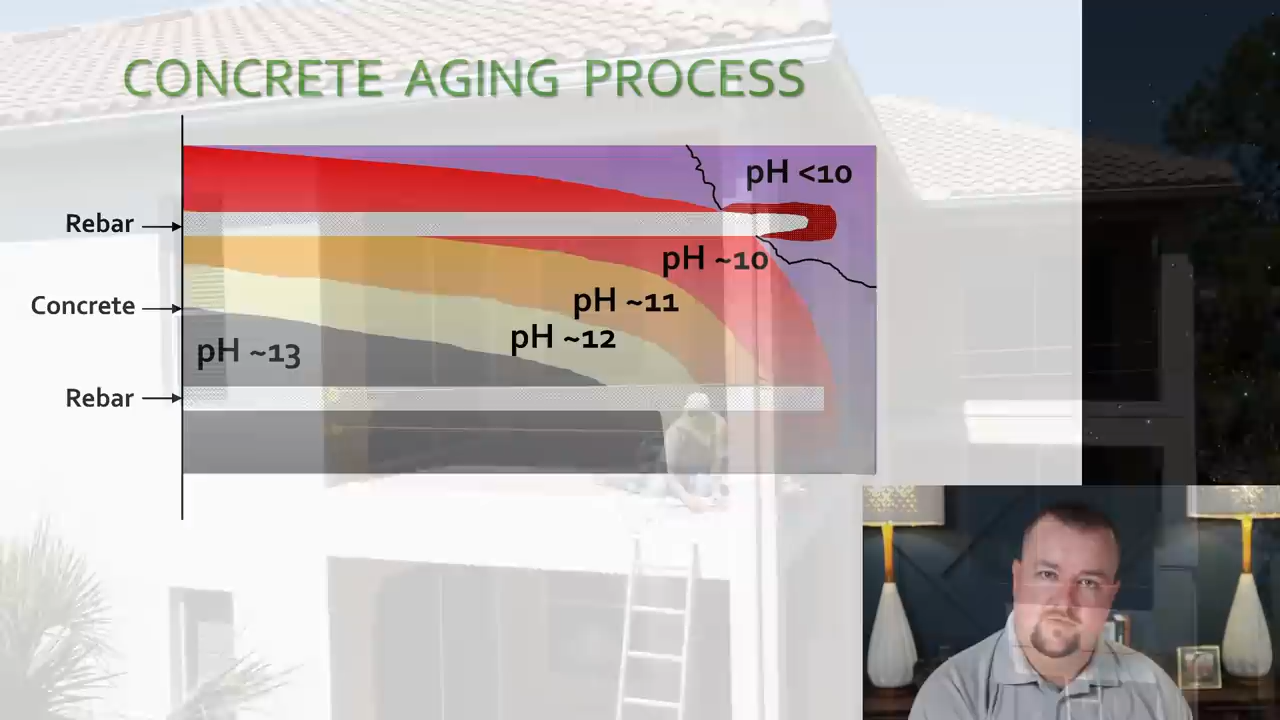 CONCRETE AGING PROCESS
pH <10
Rebar
pH ~10
pH ~11
Concrete
pH ~12
pH ~13
Rebar